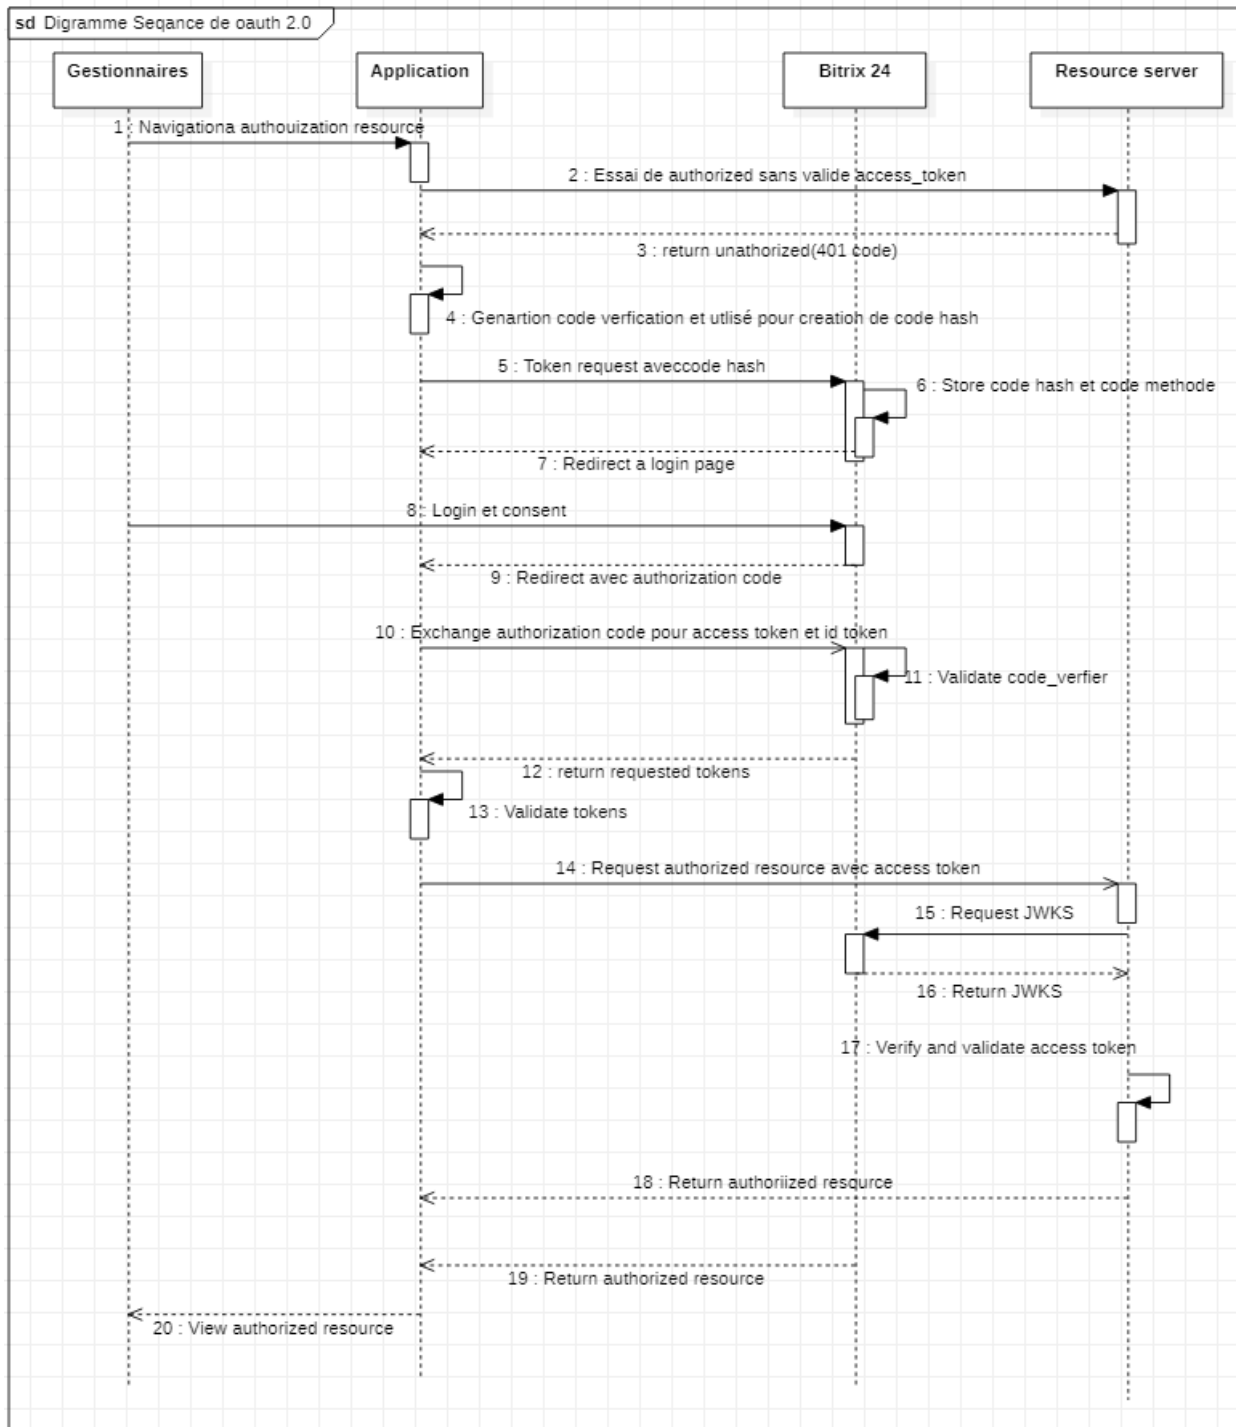 sd Digramme Seqance de oauth 2.0
Gestionnaires
Application
Bitrix 24
Resource server
1 : Navigationa authouization resource
2 : Essai de authorized sans valide access_token
3 : return unathorized(401 code)
4 : Genartion code verfication et utlisé pour creation de code hash
5 : Token request aveccode hash
6 : Store code hash et code methode
7 : Redirect a login page
8 : Login et consent
9 : Redirect avec authorization code
10 : Exchange authorization code pour access token et id token
11 : Validate code_verfier
12 : return requested tokens
13 : Validate tokens
14 : Request authorized resource avec access token
15 : Request JWKS
16 : Return JWKS
17 : Verify and validate access token
18 : Return authoriized resource
19 : Return authorized resource
20 : View authorized resource